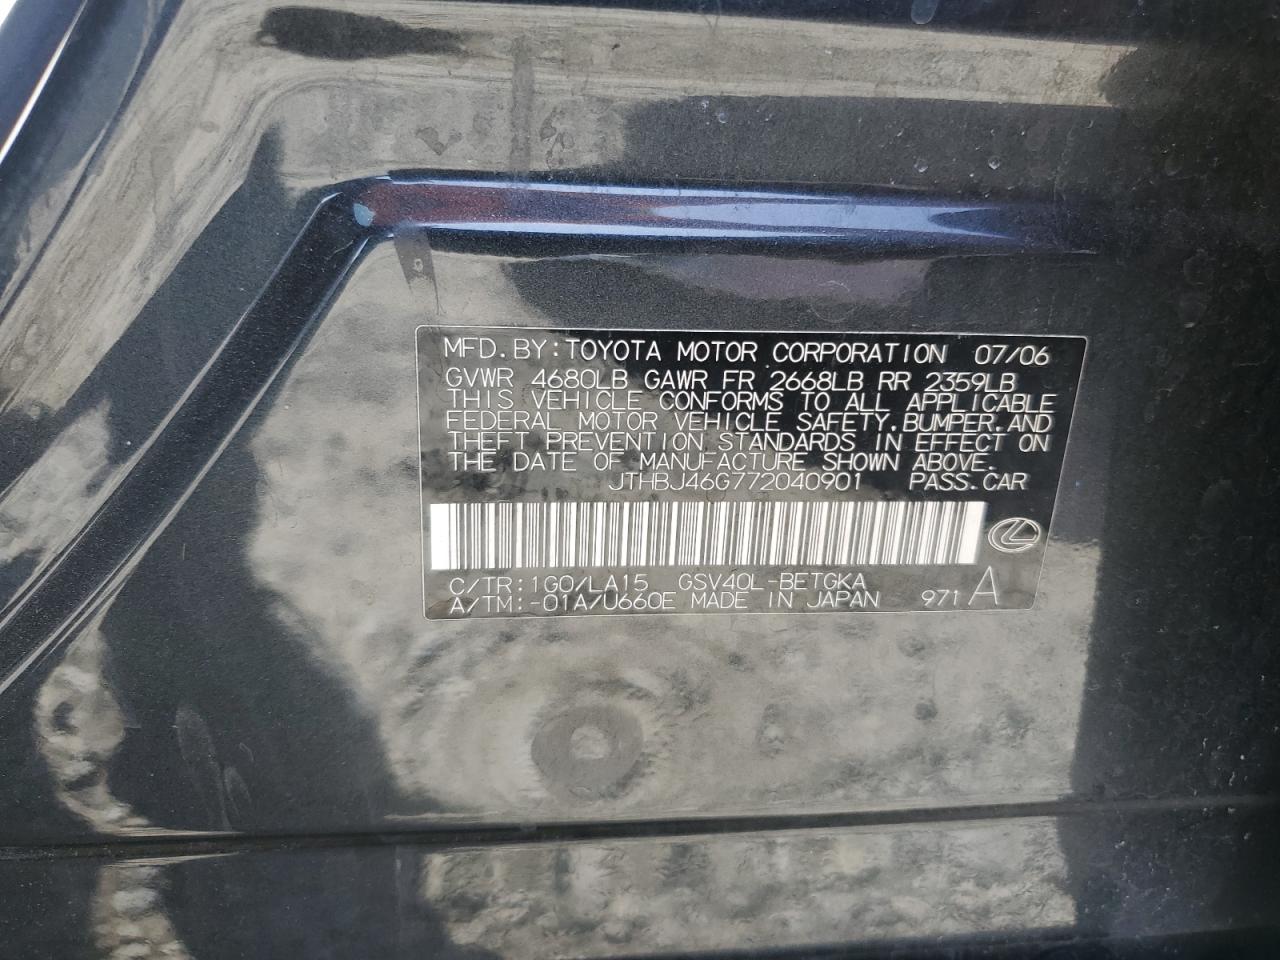 MFD.BY:TOYOTA MOTOR CORPORATION 07/06
GVWR 4680LB GAWR FR 2668LB RR 2359LB
THIS VEHICLE CONFORMS TO ALL APPLICABLE
FEDERAL MOTOR VEHICLE SAFETY,BUMPER,AND
THEFT PREVENTION STANDARDS IN EFFECT ON
THE DATE OF MANUFACTURE SHOWN ABOVE.
JTHBJ46G772040901 PASS.CAR
C/TR:1G0/LA15 GSV40L-BETGKA
A/TM:-01A/U660E MADE IN JAPAN 971 A